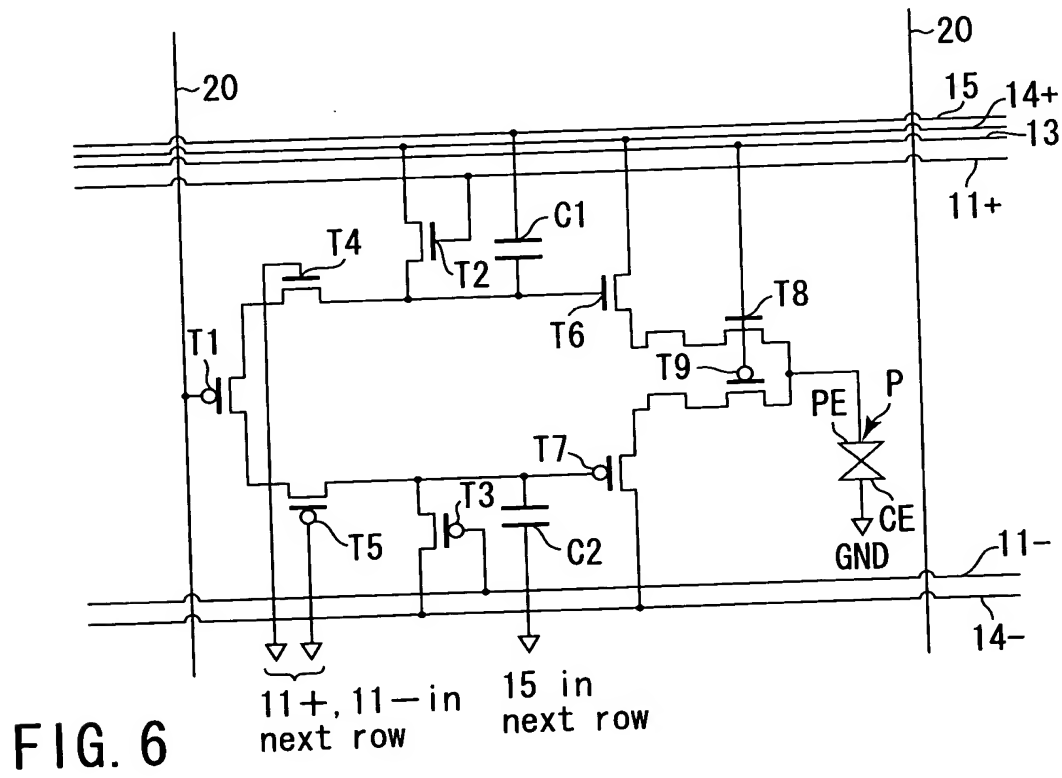 20
20
15
14+
13
11+
C1
T4
T2
T8
T6
T1
T9
P
PE
T7
T3
CE
T5
C2
GND
11-
14-
11+, 11-in
next row
15 in
next row
FIG. 6